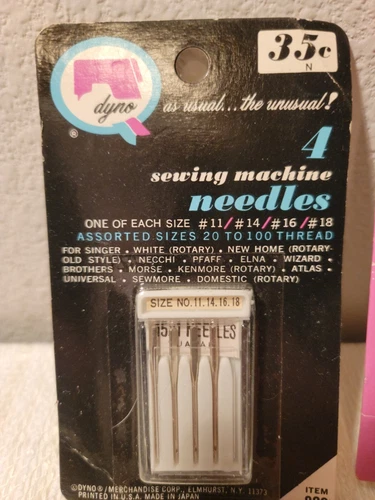 35c
N
dyno
®
as usual... the unusual!
4
sewing machine
needles
ONE OF EACH SIZE #11/#14/#16/#18
ASSORTED SIZES 20 TO 100 THREAD
FOR SINGER · WHITE (ROTARY) · NEW HOME (ROTARY-
OLD STYLE) · NECCHI · PFAFF · ELNA · WIZARD ·
BROTHERS · MORSE · KENMORE (ROTARY) · ATLAS ·
UNIVERSAL · SEWMORE · DOMESTIC (ROTARY)
SIZE NO.11.14.16.18
NEEDLES
©DYNO® / MERCHANDISE CORP., ELMHURST, N.Y. 11373
PRINTED IN U.S.A. MADE IN JAPAN
ITEM